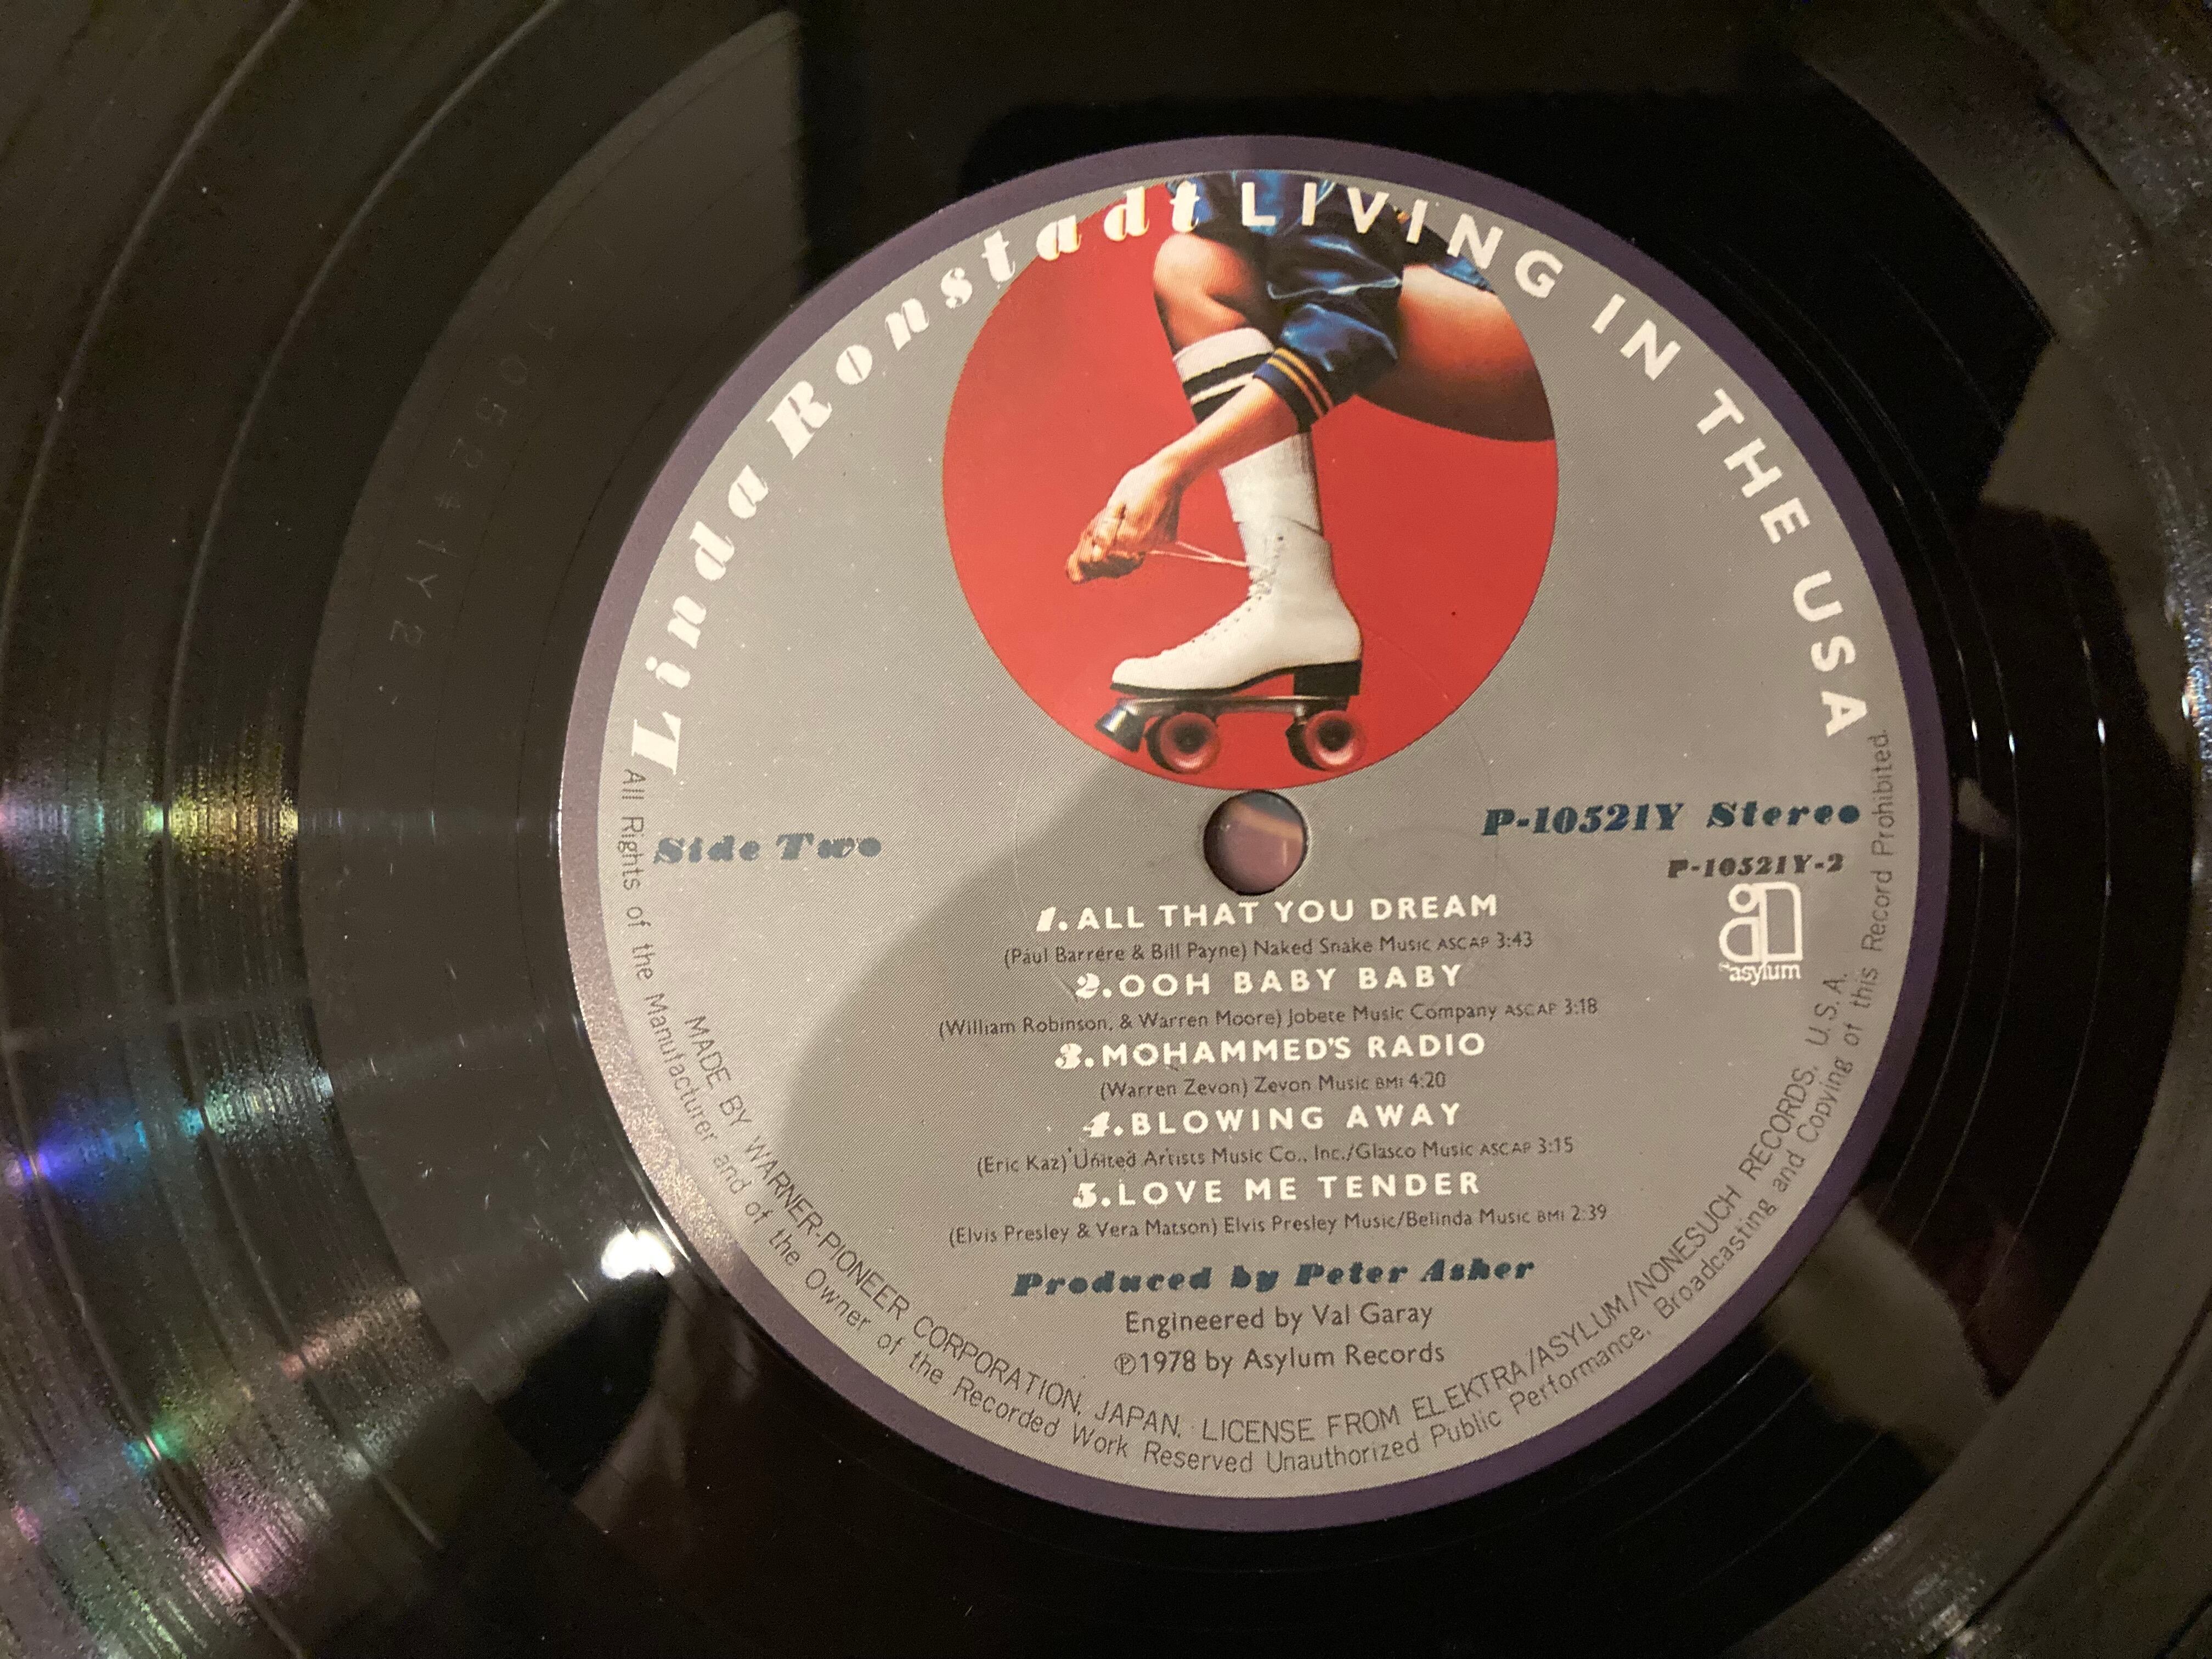 Linda Ronstadt LIVING IN THE USA
Side Two
P-10521Y Stereo
P-10521Y-2
asylum
1. ALL THAT YOU DREAM
(Paul Barrére & Bill Payne) Naked Snake Music ASCAP 3:43
2. OOH BABY BABY
(William Robinson, & Warren Moore) Jobete Music Company ASCAP 3:18
3. MOHAMMED'S RADIO
(Warren Zevon) Zevon Music BMI 4:20
4. BLOWING AWAY
(Eric Kaz) United Artists Music Co., Inc./Glasco Music ASCAP 3:15
5. LOVE ME TENDER
(Elvis Presley & Vera Matson) Elvis Presley Music/Belinda Music BMI 2:39
Produced by Peter Asher
Engineered by Val Garay
℗1978 by Asylum Records
MADE BY WARNER-PIONEER CORPORATION, JAPAN. LICENSE FROM ELEKTRA/ASYLUM/NONESUCH RECORDS, U.S.A.
All Rights of the Manufacturer and of the Owner of the Recorded Work Reserved Unauthorized Public Performance, Broadcasting and Copying of this Record Prohibited.